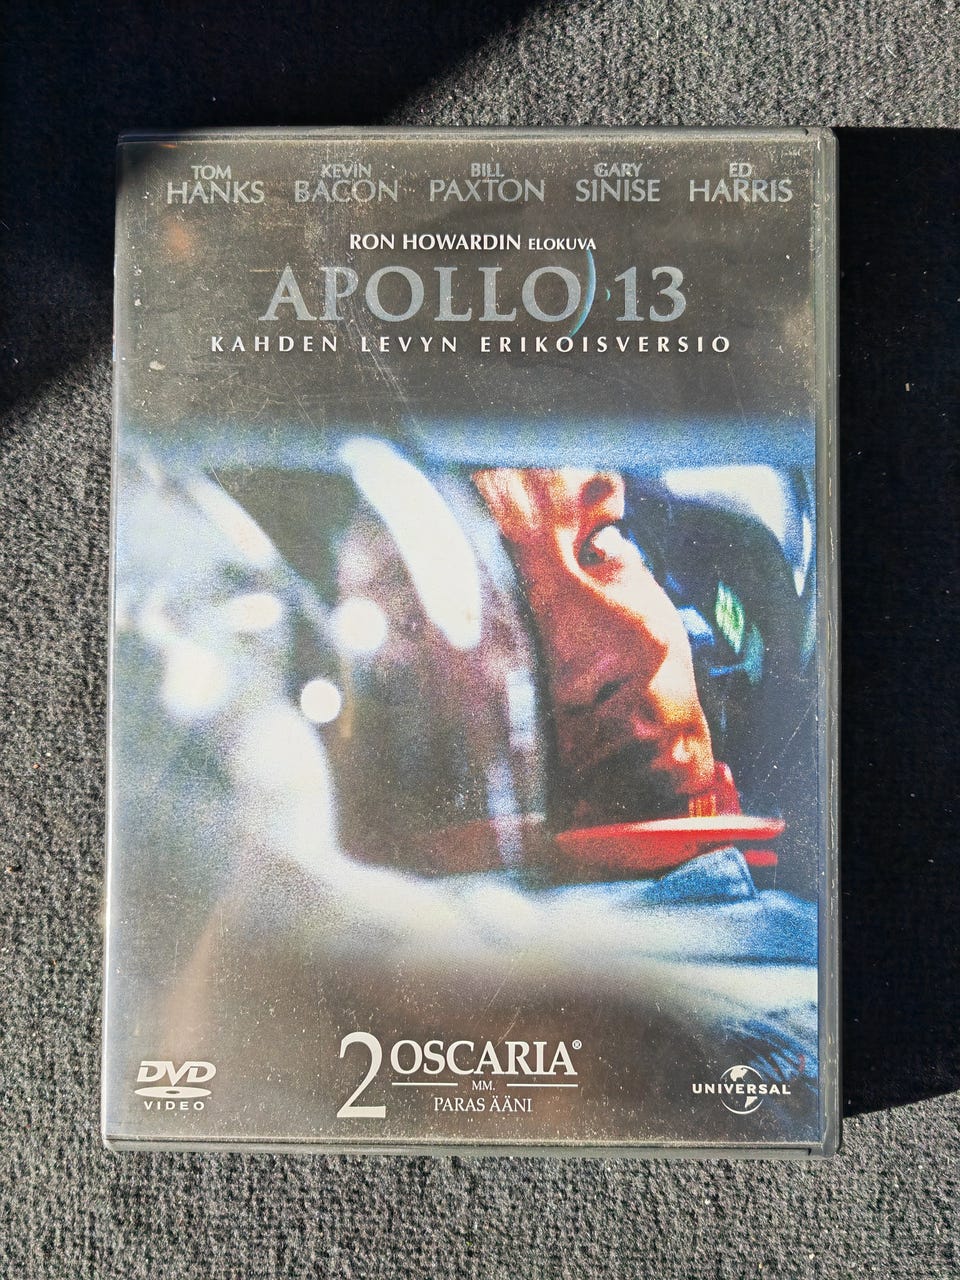 TOM HANKS KEVIN BACON BILL PAXTON GARY SINISE ED HARRIS
RON HOWARDIN ELOKUVA
APOLLO 13
KAHDEN LEVYN ERIKOISVERSIO
2 OSCARIA®
MM.
PARAS ÄÄNI
DVD
VIDEO
UNIVERSAL